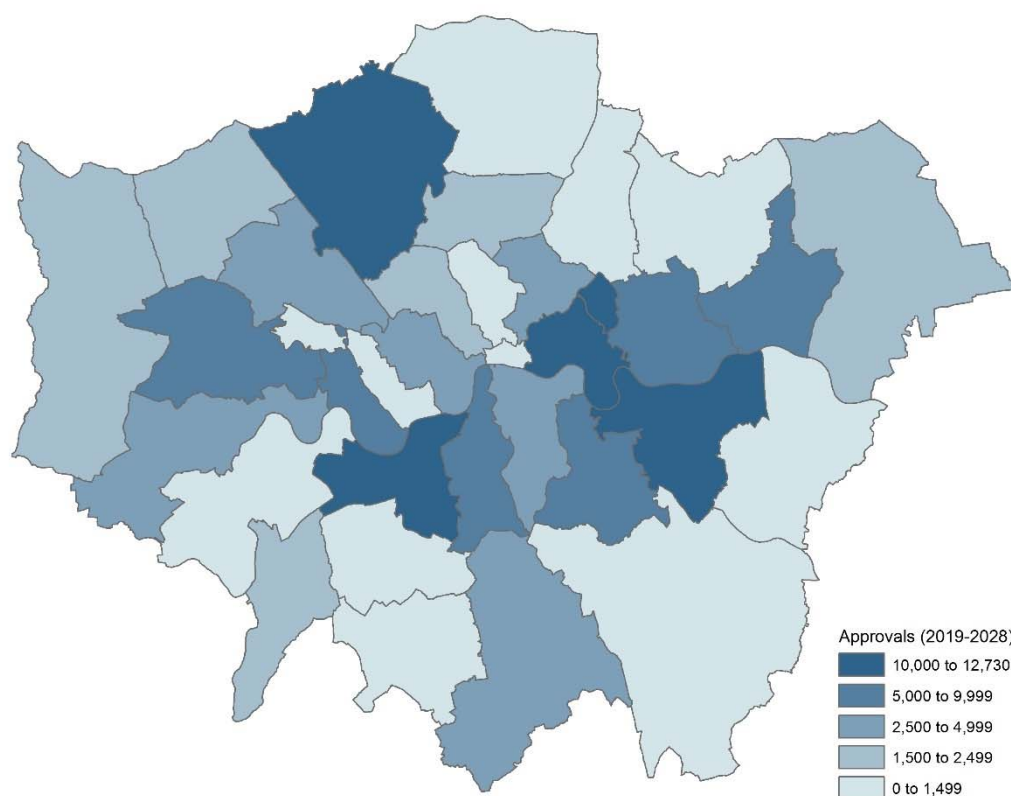 Approvals (2019-2028)
10,000 to 12,730
5,000 to 9,999
2,500 to 4,999
1,500 to 2,499
0 to 1,499